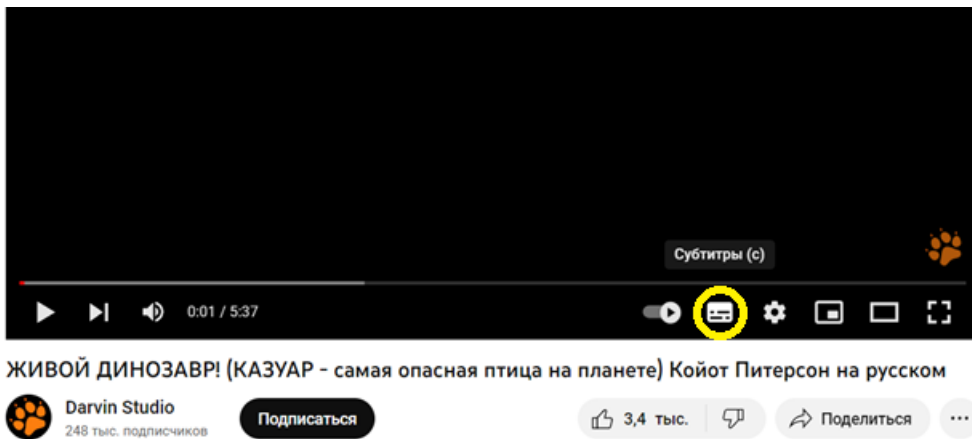 Субтитры (c)
0:01 / 5:37
ЖИВОЙ ДИНОЗАВР! (КАЗУАР - самая опасная птица на планете) Койот Питерсон на русском
Darvin Studio
248 тыс. подписчиков
Подписаться
3,4 тыс.
Поделиться